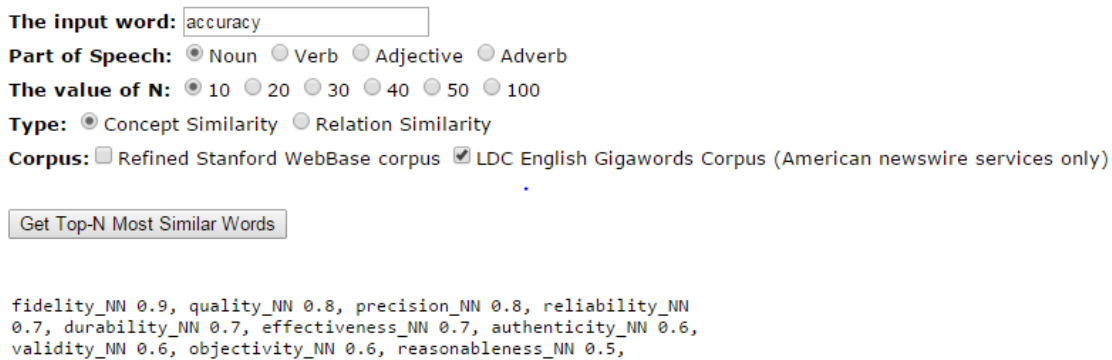 The input word: accuracy
Part of Speech: Noun Verb Adjective Adverb
The value of N: 10 20 30 40 50 100
Type: Concept Similarity Relation Similarity
Corpus: Refined Stanford WebBase corpus LDC English Gigawords Corpus (American newswire services only)
Get Top-N Most Similar Words
fidelity_NN 0.9, quality_NN 0.8, precision_NN 0.8, reliability_NN
0.7, durability_NN 0.7, effectiveness_NN 0.7, authenticity_NN 0.6,
validity_NN 0.6, objectivity_NN 0.6, reasonableness_NN 0.5,